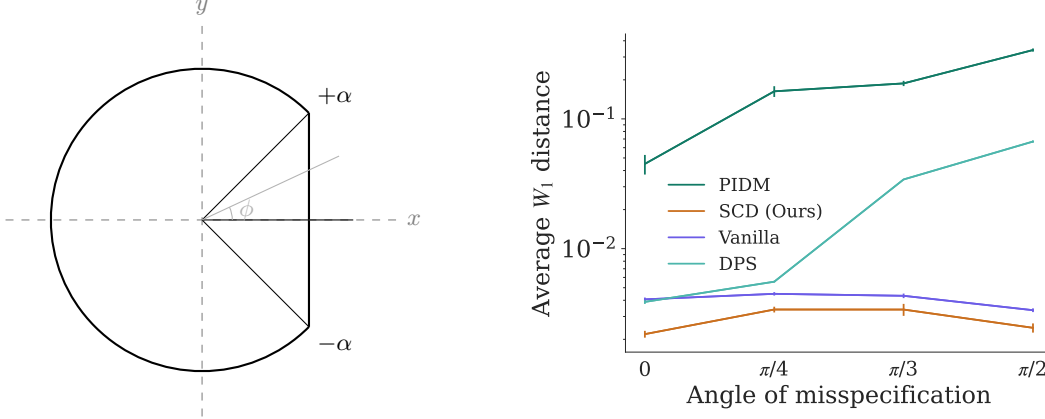 y
+α
ϕ
x
−α
Average W₁ distance
10⁻¹
10⁻²
PIDM
SCD (Ours)
Vanilla
DPS
0
π/4
π/3
π/2
Angle of misspecification